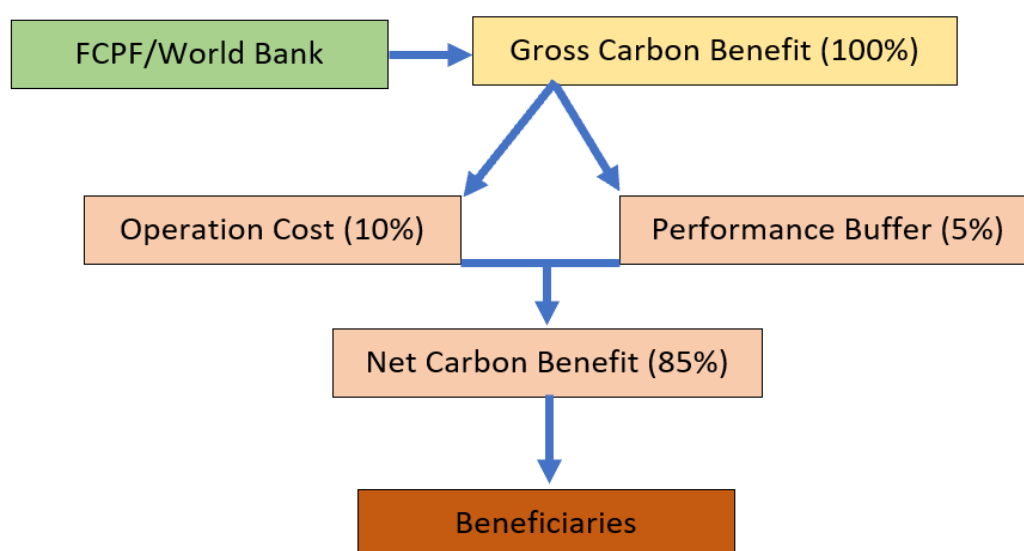 FCPF/World Bank
Gross Carbon Benefit (100%)
Operation Cost (10%)
Performance Buffer (5%)
Net Carbon Benefit (85%)
Beneficiaries